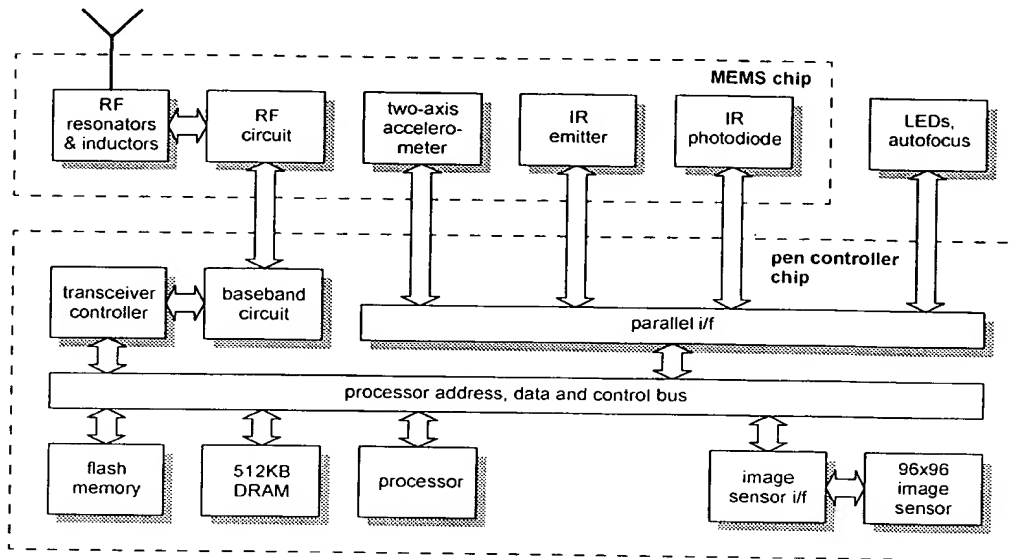 MEMS chip
RF
resonators
& inductors
RF
circuit
two-axis
accelero-
meter
IR
emitter
IR
photodiode
LEDs,
autofocus
pen controller
chip
transceiver
controller
baseband
circuit
parallel i/f
processor address, data and control bus
flash
memory
512KB
DRAM
processor
image
sensor i/f
96x96
image
sensor